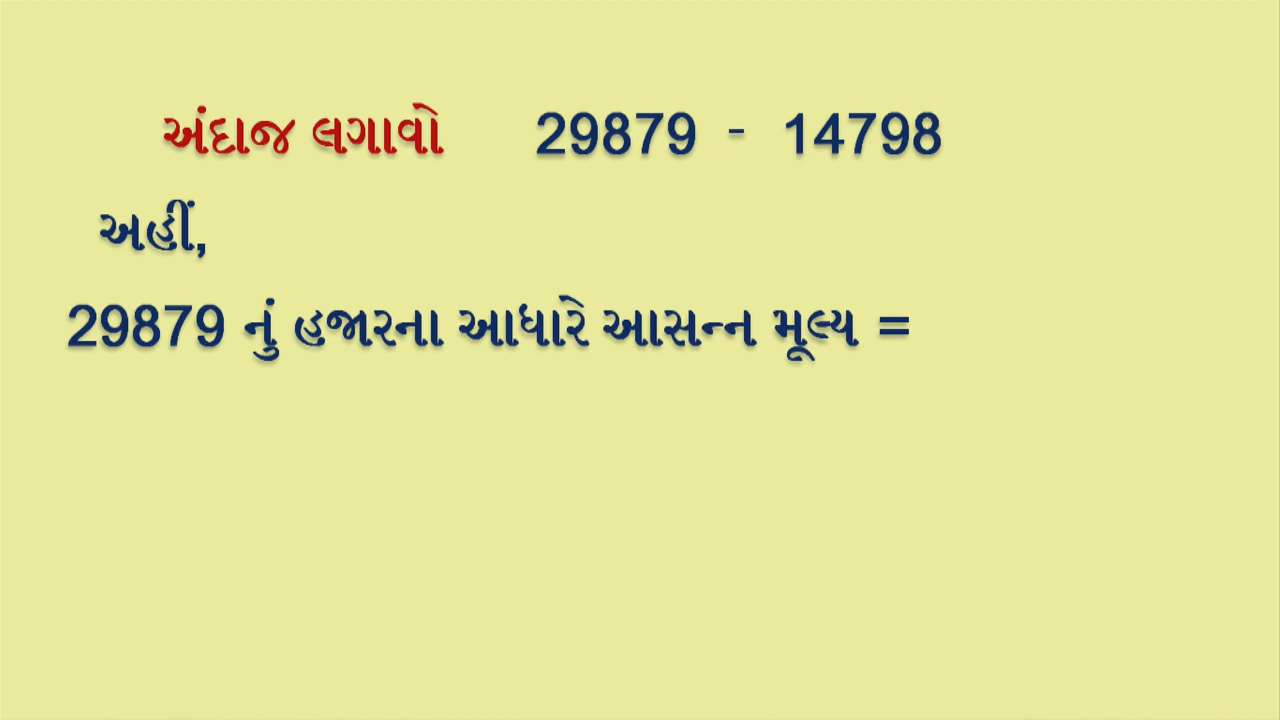 અંદાજ લગાવો 29879 - 14798
અહીં,
29879 નું હજારના આધારે આસન્ન મૂલ્ય =